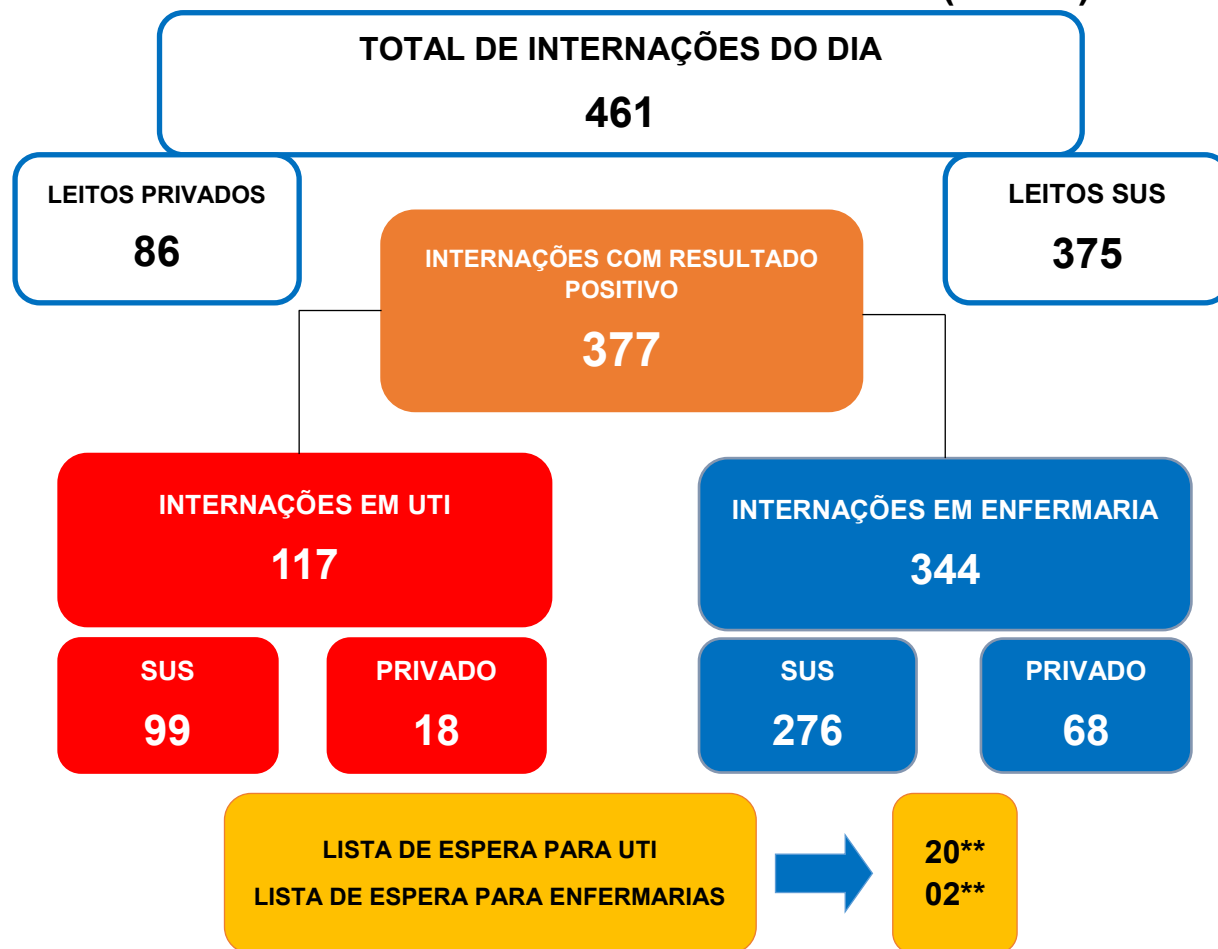 TOTAL DE INTERNAÇÕES DO DIA
461
LEITOS PRIVADOS
86
LEITOS SUS
375
INTERNAÇÕES COM RESULTADO
POSITIVO
377
INTERNAÇÕES EM UTI
117
INTERNAÇÕES EM ENFERMARIA
344
SUS
99
PRIVADO
18
SUS
276
PRIVADO
68
LISTA DE ESPERA PARA UTI
LISTA DE ESPERA PARA ENFERMARIAS
20**
02**